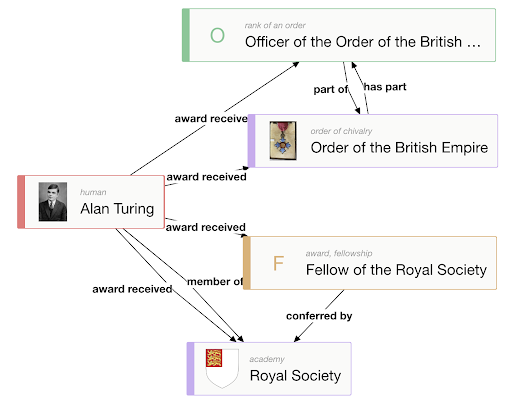 rank of an order
O
Officer of the Order of the British ...
part of
has part
award receive
order of chivalry
Order of the British Empire
award received
human
Alan Turing
award received
award, fellowship
F
Fellow of the Royal Society
member of
award received
conferred by
academy
Royal Society